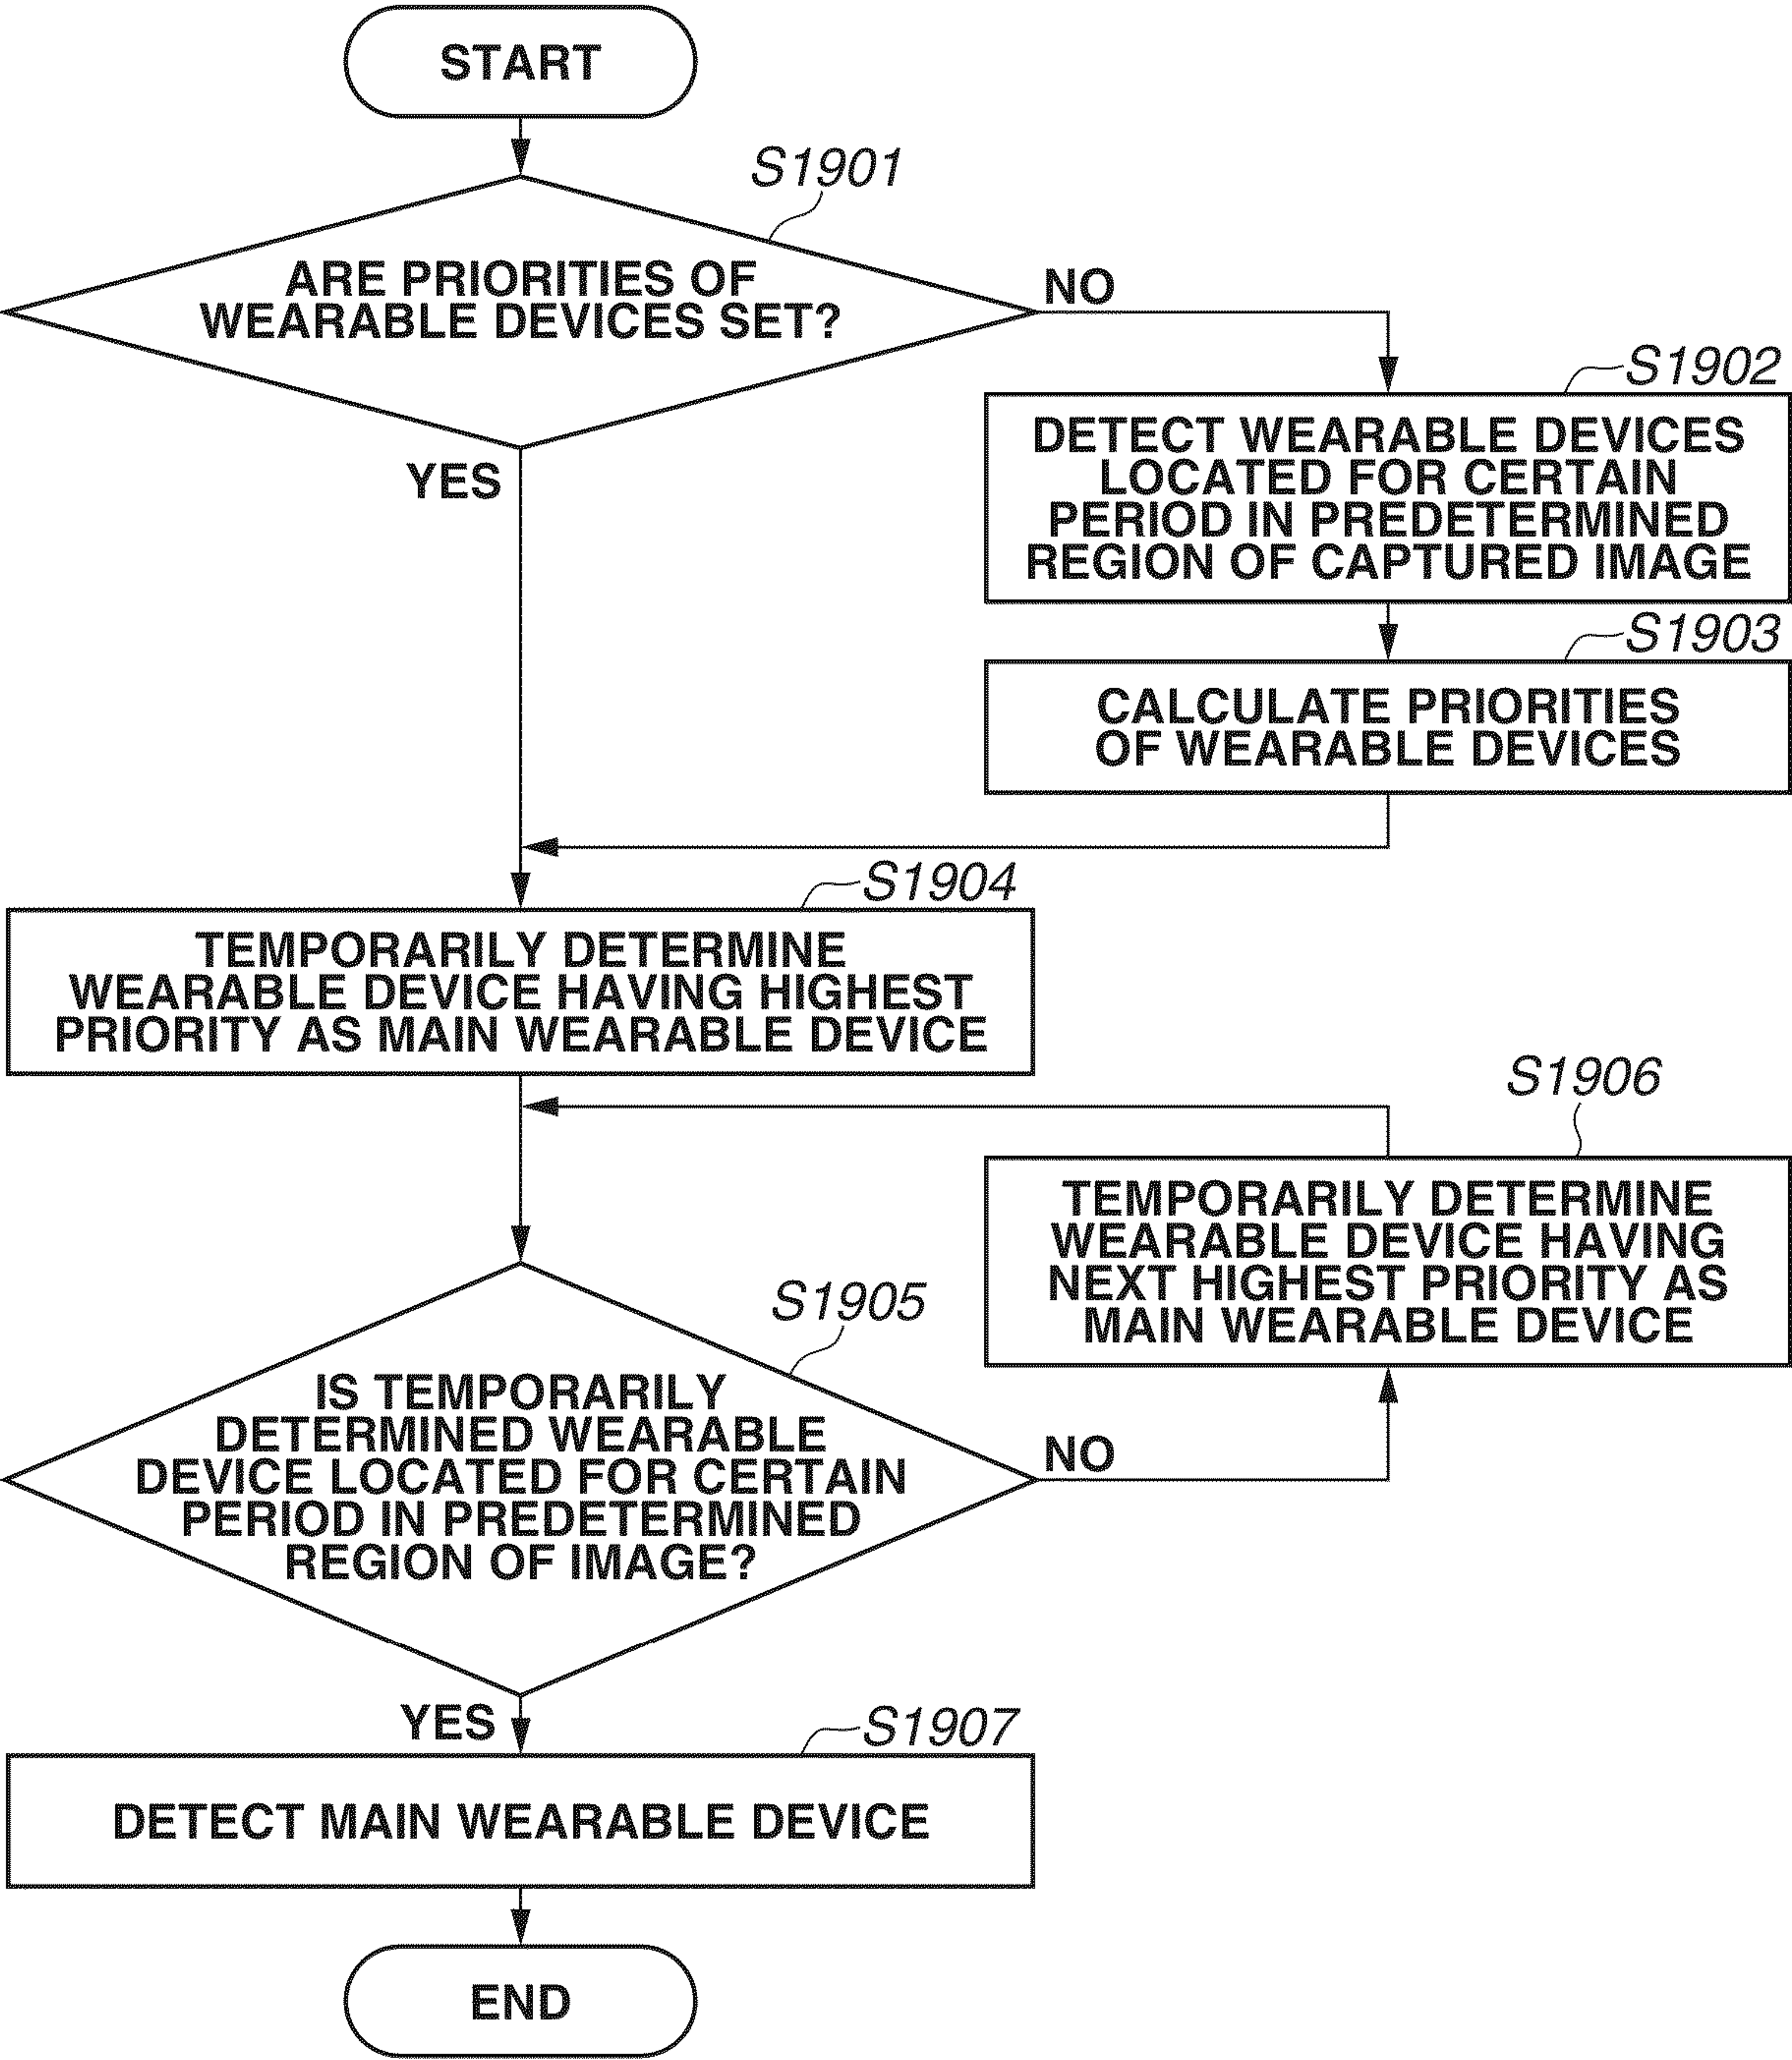 START
S1901
ARE PRIORITIES OF
WEARABLE DEVICES SET?
NO
YES
S1902
DETECT WEARABLE DEVICES
LOCATED FOR CERTAIN
PERIOD IN PREDETERMINED
REGION OF CAPTURED IMAGE
S1903
CALCULATE PRIORITIES
OF WEARABLE DEVICES
S1904
TEMPORARILY DETERMINE
WEARABLE DEVICE HAVING HIGHEST
PRIORITY AS MAIN WEARABLE DEVICE
S1906
TEMPORARILY DETERMINE
WEARABLE DEVICE HAVING
NEXT HIGHEST PRIORITY AS
MAIN WEARABLE DEVICE
S1905
IS TEMPORARILY
DETERMINED WEARABLE
DEVICE LOCATED FOR CERTAIN
PERIOD IN PREDETERMINED
REGION OF IMAGE?
NO
YES
S1907
DETECT MAIN WEARABLE DEVICE
END